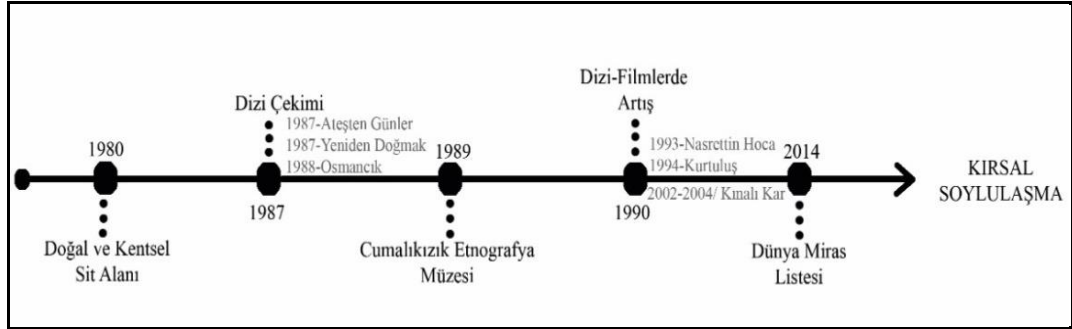 1980
Doğal ve Kentsel
Sit Alanı
Dizi Çekimi
1987-Ateşten Günler
1987-Yeniden Doğmak
1988-Osmancık
1987
1989
Cumalıkızık Etnografya
Müzesi
Dizi-Filmlerde
Artış
1993-Nasrettin Hoca
1994-Kurtuluş
2002-2004/ Kınalı Kar
1990
2014
Dünya Miras
Listesi
KIRSAL
SOYLULAŞMA